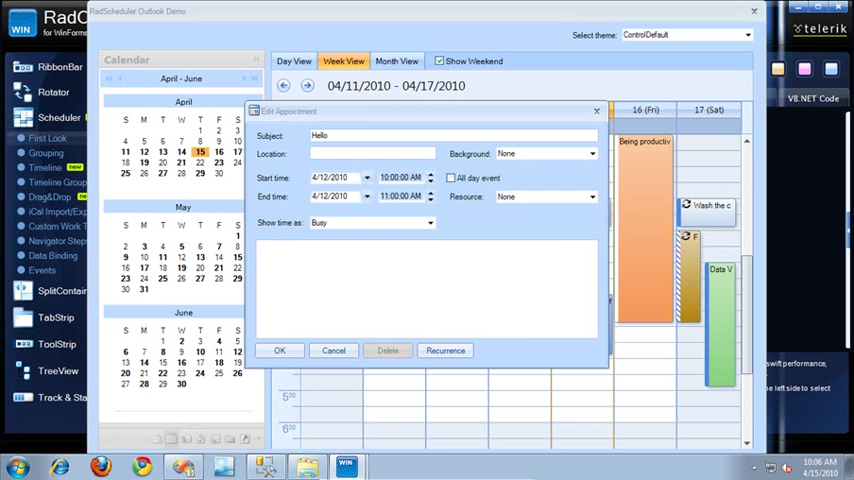 RadScheduler Outlook Demo
WIN
RadC
for WinForms
telerik
Select theme: ControlDefault
RibbonBar
Rotator
Scheduler new
First Look
Grouping
Timeline new
Timeline Group
Drag&Drop new
iCal Import/Exp
Custom Work T
Navigator Steps
Data Binding
Events
SplitContain
TabStrip
ToolStrip
TreeView
Track & Sta
Calendar
April - June
April
S M T W T F S
1 2 3
4 5 6 7 8 9 10
11 12 13 14 15 16 17
18 19 20 21 22 23 24
25 26 27 28 29 30
May
S M T W T F S
1
2 3 4 5 6 7 8
9 10 11 12 13 14 15
16 17 18 19 20 21 22
23 24 25 26 27 28 29
30 31
June
S M T W T F S
1 2 3 4 5
6 7 8 9 10 11 12
13 14 15 16 17 18 19
20 21 22 23 24 25 26
27 28 29 30
Day View Week View Month View Show Weekend
04/11/2010 - 04/17/2010
VB.NET Code
16 (Fri) 17 (Sat)
Being productiv
Wash the c
F
Data V
Edit Appointment
Subject: Hello
Location: Background: None
Start time: 4/12/2010 10:00:00 AM All day event
End time: 4/12/2010 11:00:00 AM Resource: None
Show time as: Busy
OK Cancel Delete Recurrence
5:00
6:00
swift performance,
he left side to select
WIN
10:06 AM
4/15/2010